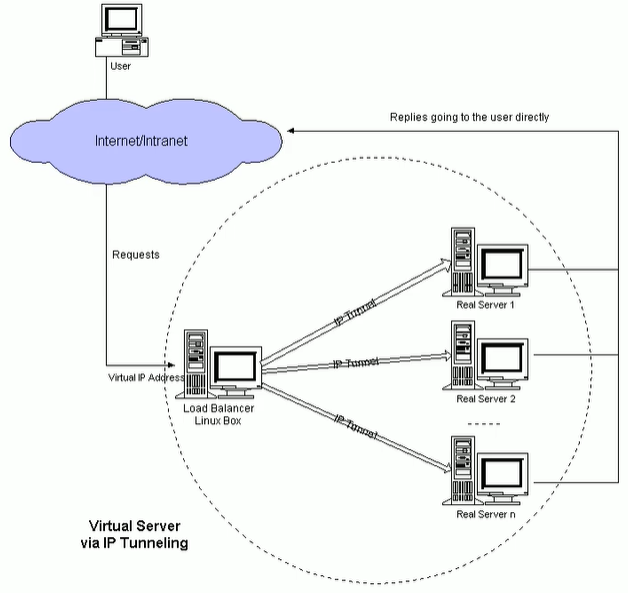 User
Internet/Intranet
Replies going to the user directly
Requests
IP Tunnel
Real Server 1
IP Tunnel
Real Server 2
Virtual IP Address
Load Balancer
Linux Box
IP Tunnel
Real Server n
Virtual Server
via IP Tunneling